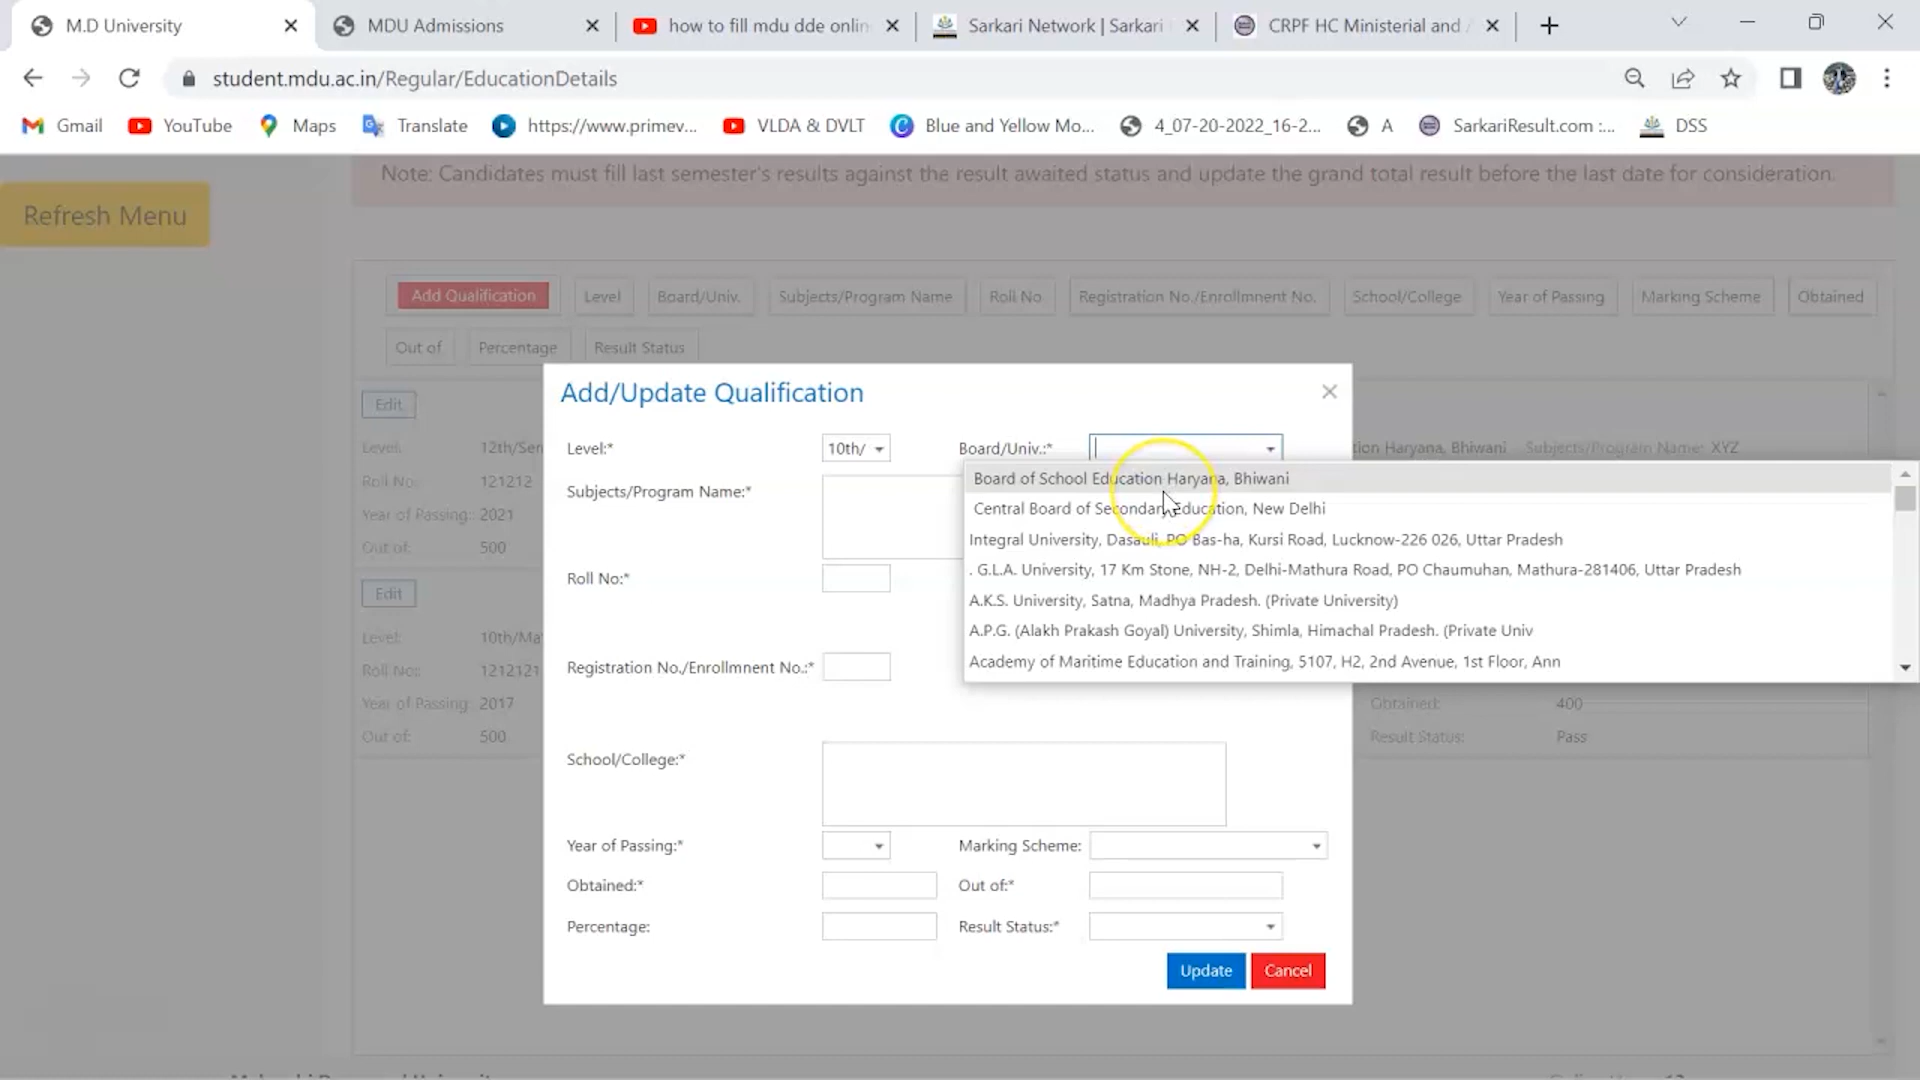 M.D University
MDU Admissions
how to fill mdu dde onlin
Sarkari Network | Sarkari
CRPF HC Ministerial and
student.mdu.ac.in/Regular/EducationDetails
Gmail
YouTube
Maps
Translate
https://www.primev...
VLDA & DVLT
Blue and Yellow Mo...
4_07-20-2022_16-2...
A
SarkariResult.com :...
DSS
Note: Candidates must fill last semester's results against the result awaited status and update the grand total result before the last date for consideration.
Refresh Menu
Add Qualification Level Board/Univ. Subjects/Program Name Roll No Registration No./Enrollmnent No. School/College Year of Passing Marking Scheme Obtained
Out of Percentage Result Status
Add/Update Qualification
Edit
Level: 12th/Sen
Level:* 10th/ Board/Univ.:*
tion Haryana, Bhiwani Subjects/Program Name: XYZ
Board of School Education Haryana, Bhiwani
Roll No: 121212
Subjects/Program Name:*
Central Board of Secondary Education, New Delhi
Year of Passing: 2021
Integral University, Dasauli, PO Bas-ha, Kursi Road, Lucknow-226 026, Uttar Pradesh
Out of: 500
. G.L.A. University, 17 Km Stone, NH-2, Delhi-Mathura Road, PO Chaumuhan, Mathura-281406, Uttar Pradesh
Roll No:*
Edit
A.K.S. University, Satna, Madhya Pradesh. (Private University)
Level: 10th/Ma
A.P.G. (Alakh Prakash Goyal) University, Shimla, Himachal Pradesh. (Private Univ
Roll No: 1212121
Registration No./Enrollmnent No.:*
Academy of Maritime Education and Training, 5107, H2, 2nd Avenue, 1st Floor, Ann
Year of Passing: 2017
Obtained: 400
Out of: 500
Result Status: Pass
School/College:*
Year of Passing:* Marking Scheme:
Obtained:* Out of:*
Percentage: Result Status:*
Update Cancel